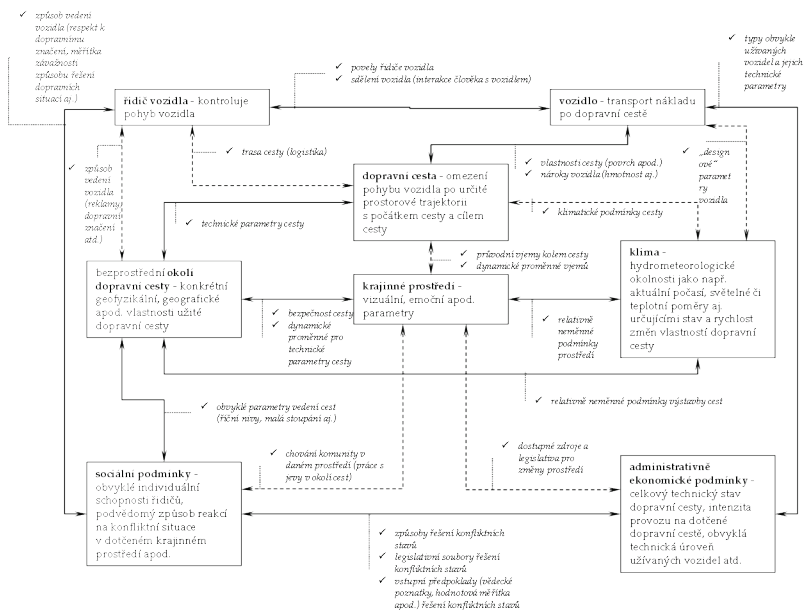 ✓ způsob vedení
vozidla (respekt k
dopravnímu
značení, měřítka
závažnosti
způsobu řešení
dopravních
situací aj.)
✓ povely řidiče vozidla
✓ sdělení vozidla (interakce člověka s vozidlem)
✓ typy obvykle
užívaných
vozidel a jejich
technické
parametry
řidič vozidla - kontroluje
pohyb vozidla
vozidlo - transport nákladu
po dopravní cestě
✓ způsob
vedení
vozidla
(reklamy
dopravní
značení
atd.)
✓ trasa cesty (logistika)
dopravní cesta - omezení
pohybu vozidla po určité
prostorové trajektorii
s počátkem cesty a cílem
cesty
✓ vlastnosti cesty (povrch apod.)
✓ nároky vozidla (hmotnost aj.)
✓ „design
ové“
paramet
ry
vozidla
✓ technické parametry cesty
✓ klimatické podmínky cesty
✓ průvodní vjemy kolem cesty
✓ dynamické proměnné vjemů
bezprostřední okolí
dopravní cesty - konkrétní
geofyzikální, geografické
apod. vlastnosti užité
dopravní cesty
krajinné prostředí -
vizuální, emoční apod.
parametry
klima -
hydrometeorologické
okolnosti jako např.
aktuální počasí, světelné či
teplotní poměry aj.
určujícími stav a rychlost
změn vlastností dopravní
cesty
✓ bezpečnost cesty
✓ dynamické
proměnné pro
technické
parametry cesty
✓ relativně
neměnné
podmínky
prostředí
✓ obvyklé parametry vedení cest
(říční nivy, malá stoupání aj.)
✓ relativně neměnné podmínky výstavby cest
✓ chování komunity v
daném prostředí (práce s
jevy v okolí cest)
✓ dostupné zdroje a
legislativa pro
změny prostředí
sociální podmínky -
obvyklé individuální
schopnosti řidičů,
podvědomý způsob reakcí
na konfliktní situace
v dotčeném krajinném
prostředí apod.
administrativně
ekonomické podmínky -
celkový technický stav
dopravní cesty, intenzita
provozu na dotčené
dopravní cestě, obvyklá
technická úroveň
užívaných vozidel atd.
✓ způsoby řešení konfliktních
stavů
✓ legislativní soubory řešení
konfliktních stavů
✓ vstupní předpoklady (vědecké
poznatky, hodnotová měřítka
apod.) řešení konfliktních stavů